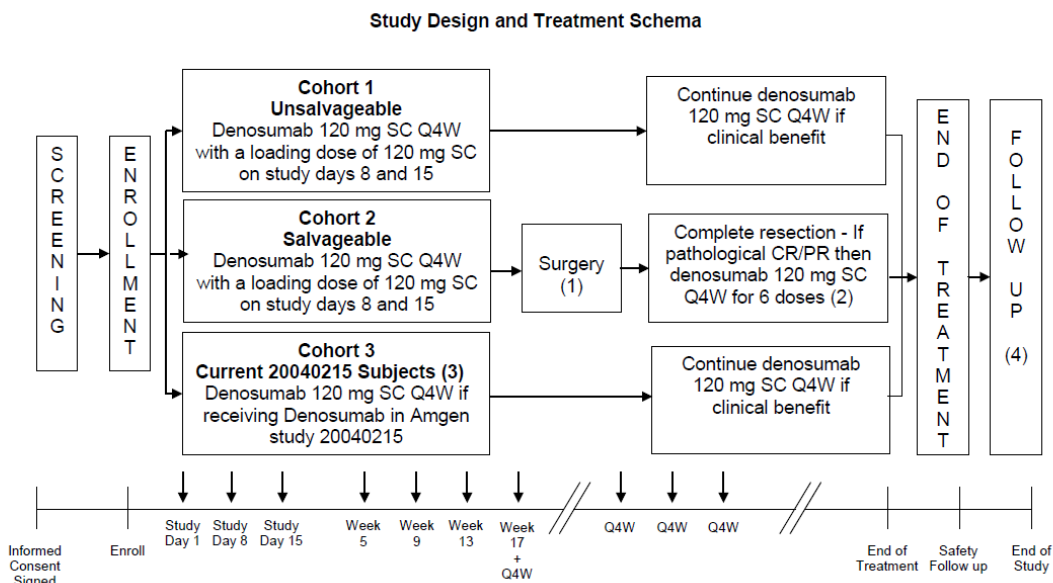 Study Design and Treatment Schema
SCREENING
ENROLLMENT
Cohort 1
Unsalvageable
Denosumab 120 mg SC Q4W
with a loading dose of 120 mg SC
on study days 8 and 15
Continue denosumab
120 mg SC Q4W if
clinical benefit
Cohort 2
Salvageable
Denosumab 120 mg SC Q4W
with a loading dose of 120 mg SC
on study days 8 and 15
Surgery
(1)
Complete resection - If
pathological CR/PR then
denosumab 120 mg SC
Q4W for 6 doses (2)
Cohort 3
Current 20040215 Subjects (3)
Denosumab 120 mg SC Q4W if
receiving Denosumab in Amgen
study 20040215
Continue denosumab
120 mg SC Q4W if
clinical benefit
END OF TREATMENT
FOLLOW UP (4)
Informed
Consent
Signed
Enroll
Study
Day 1
Study
Day 8
Study
Day 15
Week
5
Week
9
Week
13
Week
17
+
Q4W
Q4W
Q4W
Q4W
End of
Treatment
Safety
Follow up
End of
Study